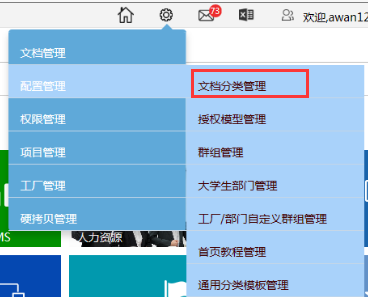 73
欢迎,awan12
文档管理
配置管理
权限管理
项目管理
工厂管理
硬拷贝管理
文档分类管理
授权模型管理
群组管理
大学生部门管理
工厂/部门自定义群组管理
首页教程管理
通用分类模板管理
MS
人力资源